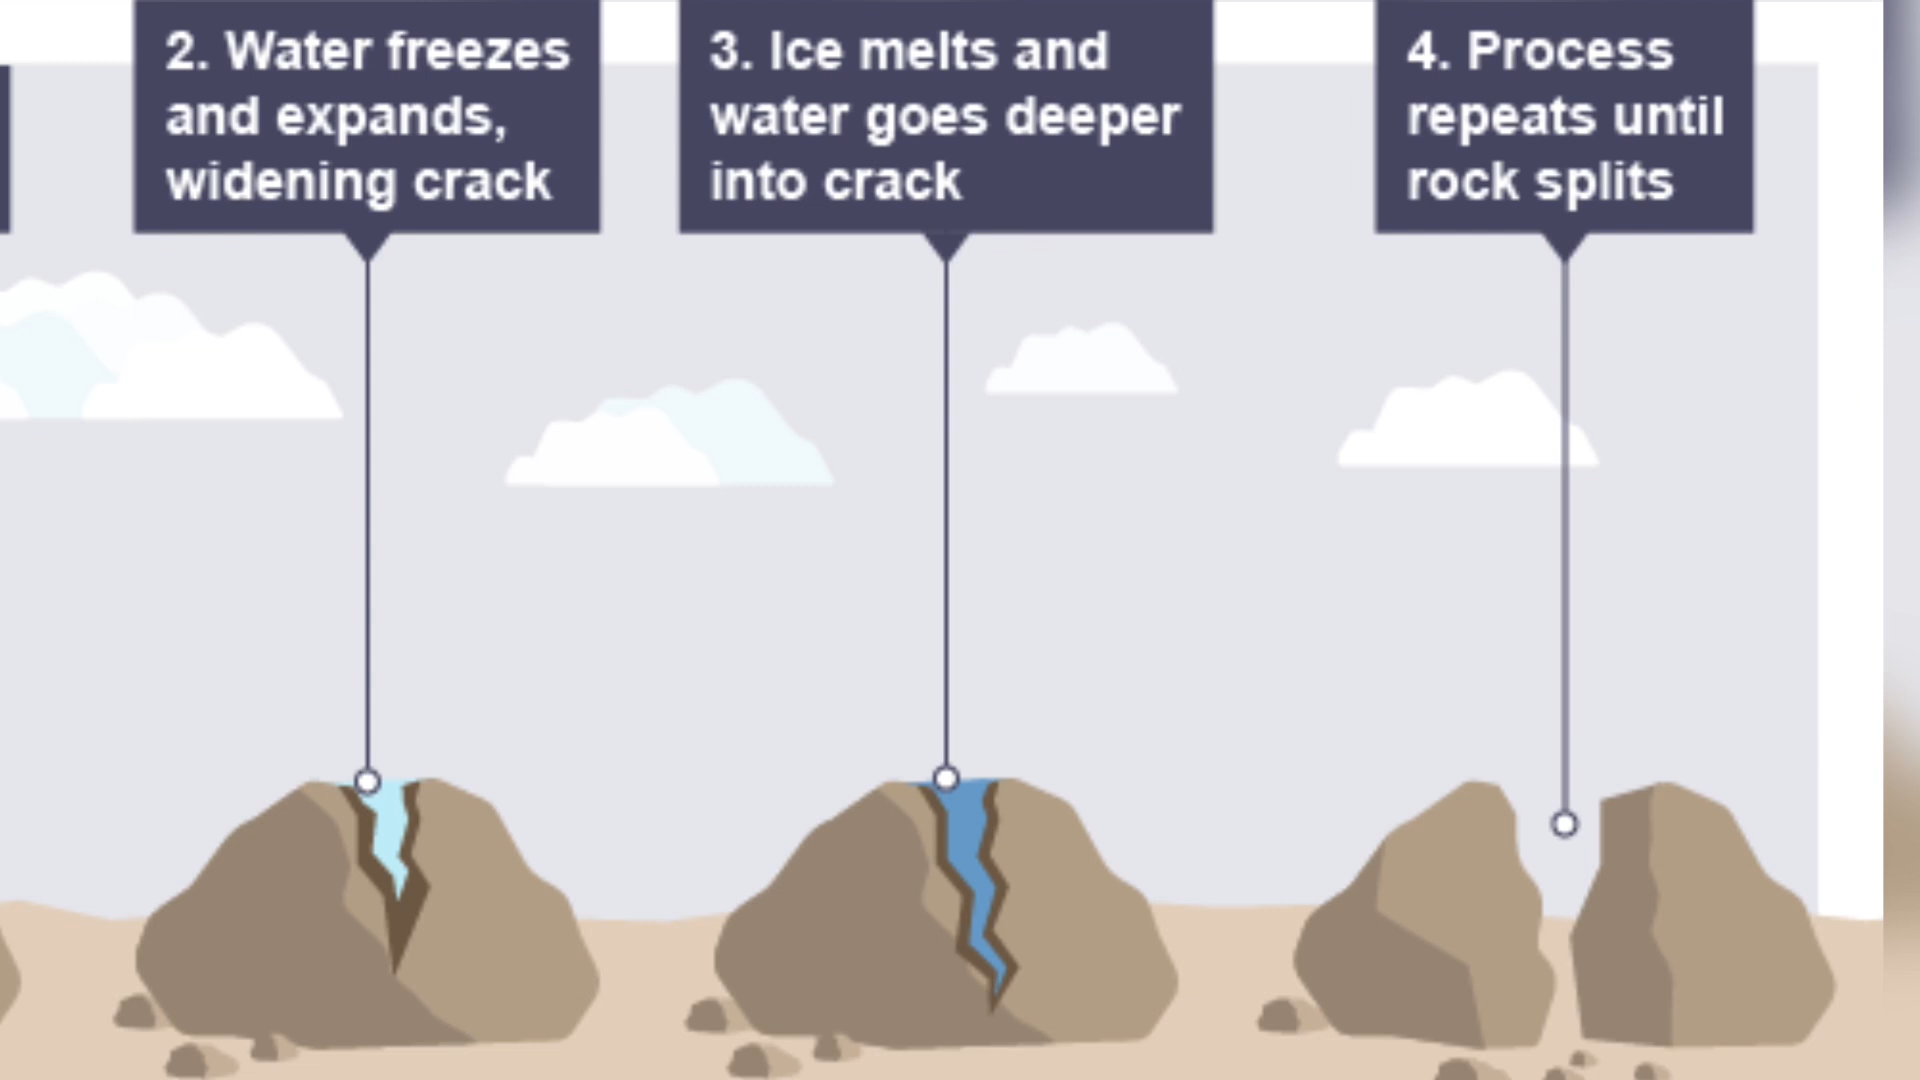 2. Water freezes
and expands,
widening crack
3. Ice melts and
water goes deeper
into crack
4. Process
repeats until
rock splits